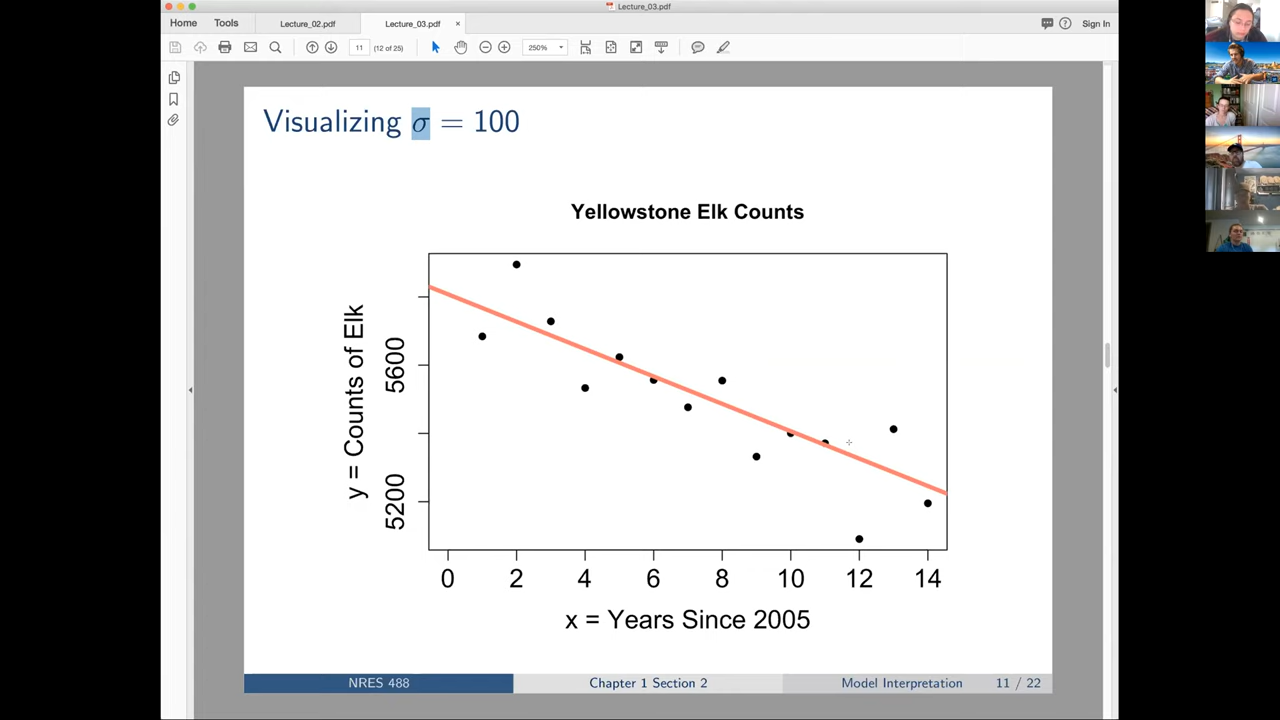 Lecture_03.pdf
Home Tools Lecture_02.pdf Lecture_03.pdf × ? Sign In
11 (12 of 25) 250%
Visualizing σ = 100
Yellowstone Elk Counts
y = Counts of Elk
5600
5200
0 2 4 6 8 10 12 14
x = Years Since 2005
NRES 488 Chapter 1 Section 2 Model Interpretation 11 / 22